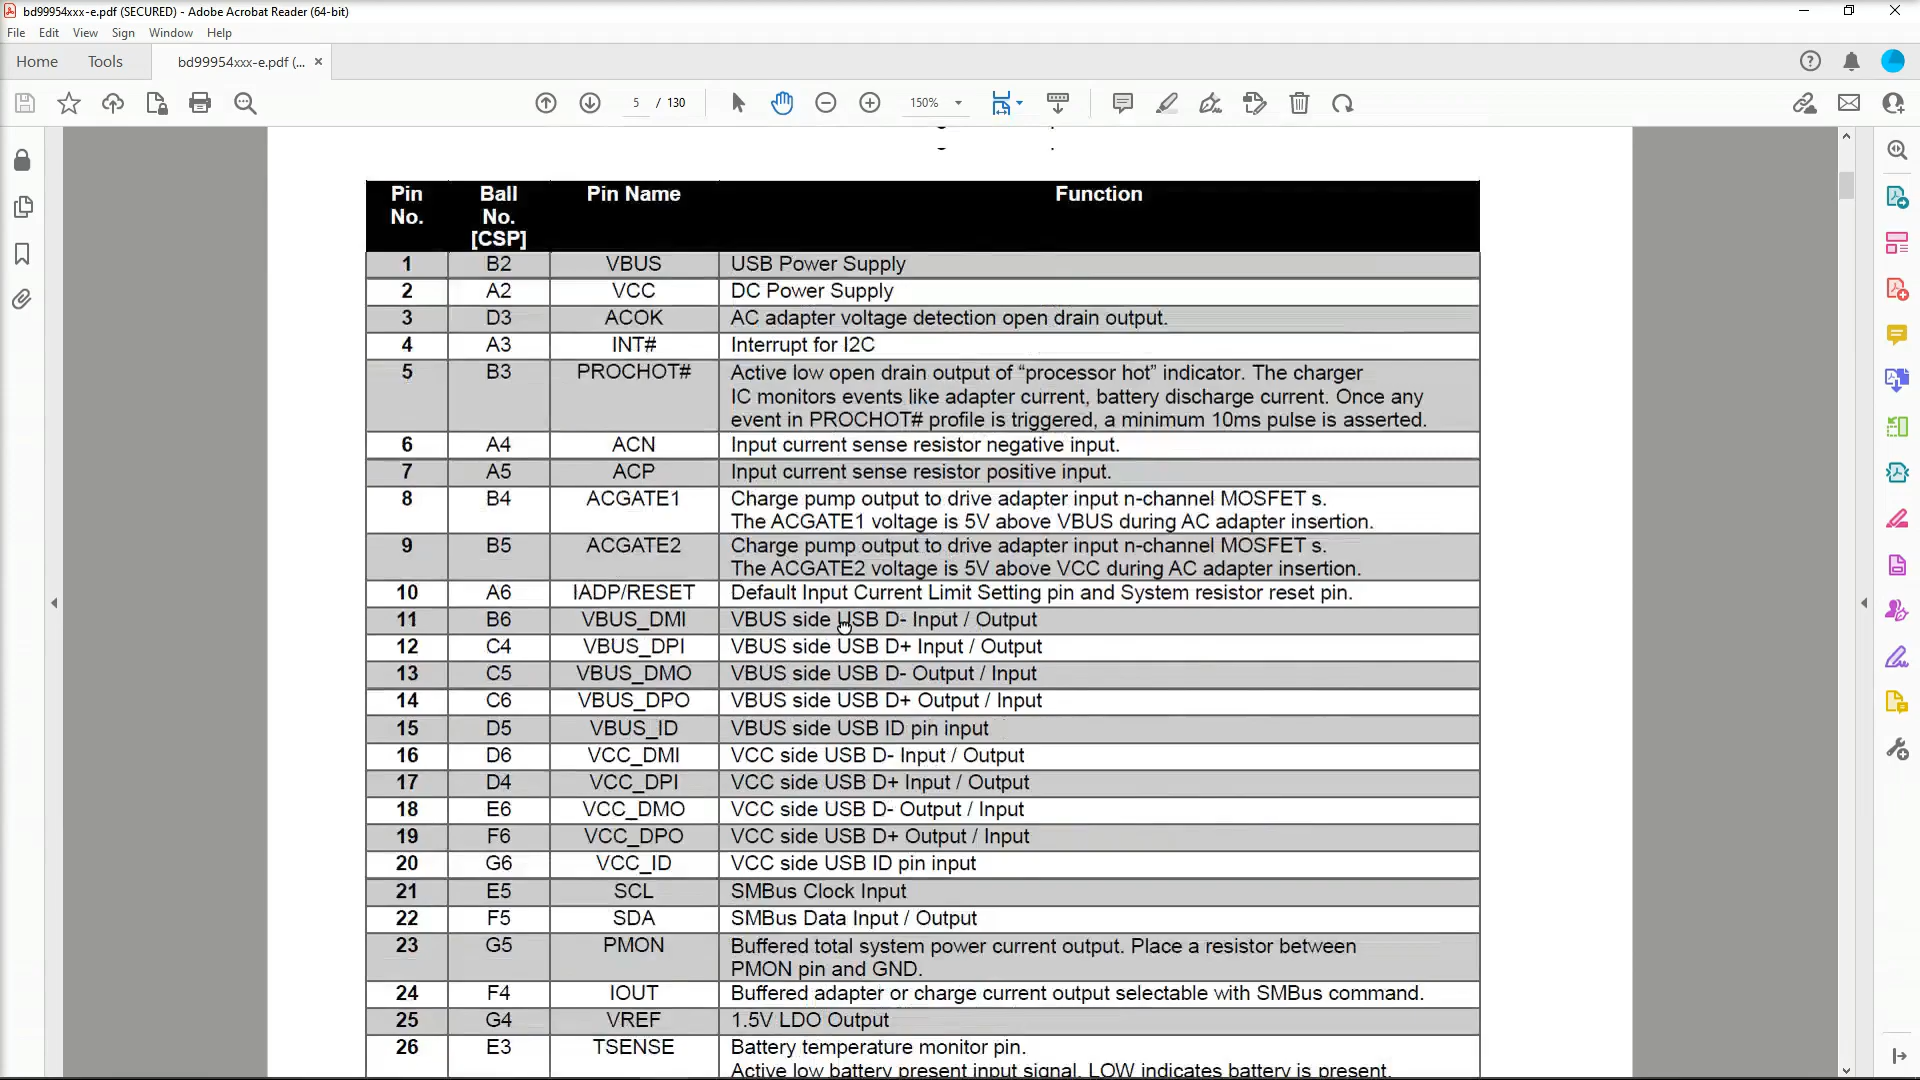 bd99954xxx-e.pdf (SECURED) - Adobe Acrobat Reader (64-bit)
File Edit View Sign Window Help
Home Tools bd99954xxx-e.pdf (... ×
5 / 130 150%
Pin No. Ball No. [CSP] Pin Name Function
1 B2 VBUS USB Power Supply
2 A2 VCC DC Power Supply
3 D3 ACOK AC adapter voltage detection open drain output.
4 A3 INT# Interrupt for I2C
5 B3 PROCHOT# Active low open drain output of “processor hot” indicator. The charger
IC monitors events like adapter current, battery discharge current. Once any
event in PROCHOT# profile is triggered, a minimum 10ms pulse is asserted.
6 A4 ACN Input current sense resistor negative input.
7 A5 ACP Input current sense resistor positive input.
8 B4 ACGATE1 Charge pump output to drive adapter input n-channel MOSFET s.
The ACGATE1 voltage is 5V above VBUS during AC adapter insertion.
9 B5 ACGATE2 Charge pump output to drive adapter input n-channel MOSFET s.
The ACGATE2 voltage is 5V above VCC during AC adapter insertion.
10 A6 IADP/RESET Default Input Current Limit Setting pin and System resistor reset pin.
11 B6 VBUS_DMI VBUS side USB D- Input / Output
12 C4 VBUS_DPI VBUS side USB D+ Input / Output
13 C5 VBUS_DMO VBUS side USB D- Output / Input
14 C6 VBUS_DPO VBUS side USB D+ Output / Input
15 D5 VBUS_ID VBUS side USB ID pin input
16 D6 VCC_DMI VCC side USB D- Input / Output
17 D4 VCC_DPI VCC side USB D+ Input / Output
18 E6 VCC_DMO VCC side USB D- Output / Input
19 F6 VCC_DPO VCC side USB D+ Output / Input
20 G6 VCC_ID VCC side USB ID pin input
21 E5 SCL SMBus Clock Input
22 F5 SDA SMBus Data Input / Output
23 G5 PMON Buffered total system power current output. Place a resistor between
PMON pin and GND.
24 F4 IOUT Buffered adapter or charge current output selectable with SMBus command.
25 G4 VREF 1.5V LDO Output
26 E3 TSENSE Battery temperature monitor pin.
Active low battery present input signal. LOW indicates battery is present.